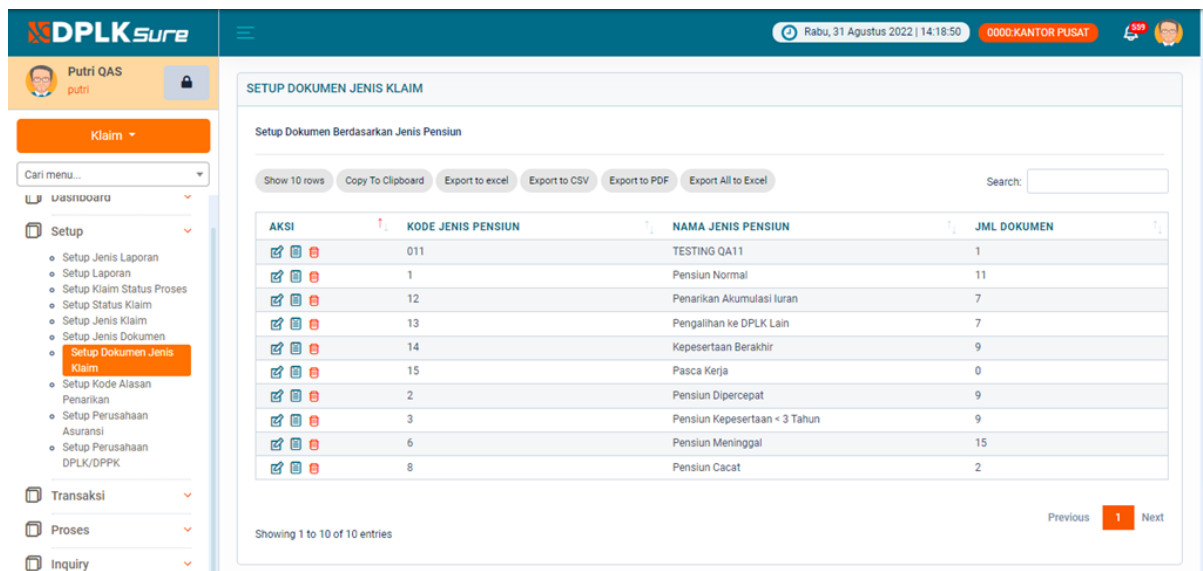 DPLKSure
Rabu, 31 Agustus 2022 | 14:18:50
0000:KANTOR PUSAT
559
Putri QAS
putri
Klaim
Cari menu...
Dashboard
Setup
Setup Jenis Laporan
Setup Laporan
Setup Klaim Status Proses
Setup Status Klaim
Setup Jenis Klaim
Setup Jenis Dokumen
Setup Dokumen Jenis
Klaim
Setup Kode Alasan
Penarikan
Setup Perusahaan
Asuransi
Setup Perusahaan
DPLK/DPPK
Transaksi
Proses
Inquiry
SETUP DOKUMEN JENIS KLAIM
Setup Dokumen Berdasarkan Jenis Pensiun
Show 10 rows Copy To Clipboard Export to excel Export to CSV Export to PDF Export All to Excel Search:
AKSI KODE JENIS PENSIUN NAMA JENIS PENSIUN JML DOKUMEN
011 TESTING QA11 1
1 Pensiun Normal 11
12 Penarikan Akumulasi Iuran 7
13 Pengalihan ke DPLK Lain 7
14 Kepesertaan Berakhir 9
15 Pasca Kerja 0
2 Pensiun Dipercepat 9
3 Pensiun Kepesertaan < 3 Tahun 9
6 Pensiun Meninggal 15
8 Pensiun Cacat 2
Previous 1 Next
Showing 1 to 10 of 10 entries